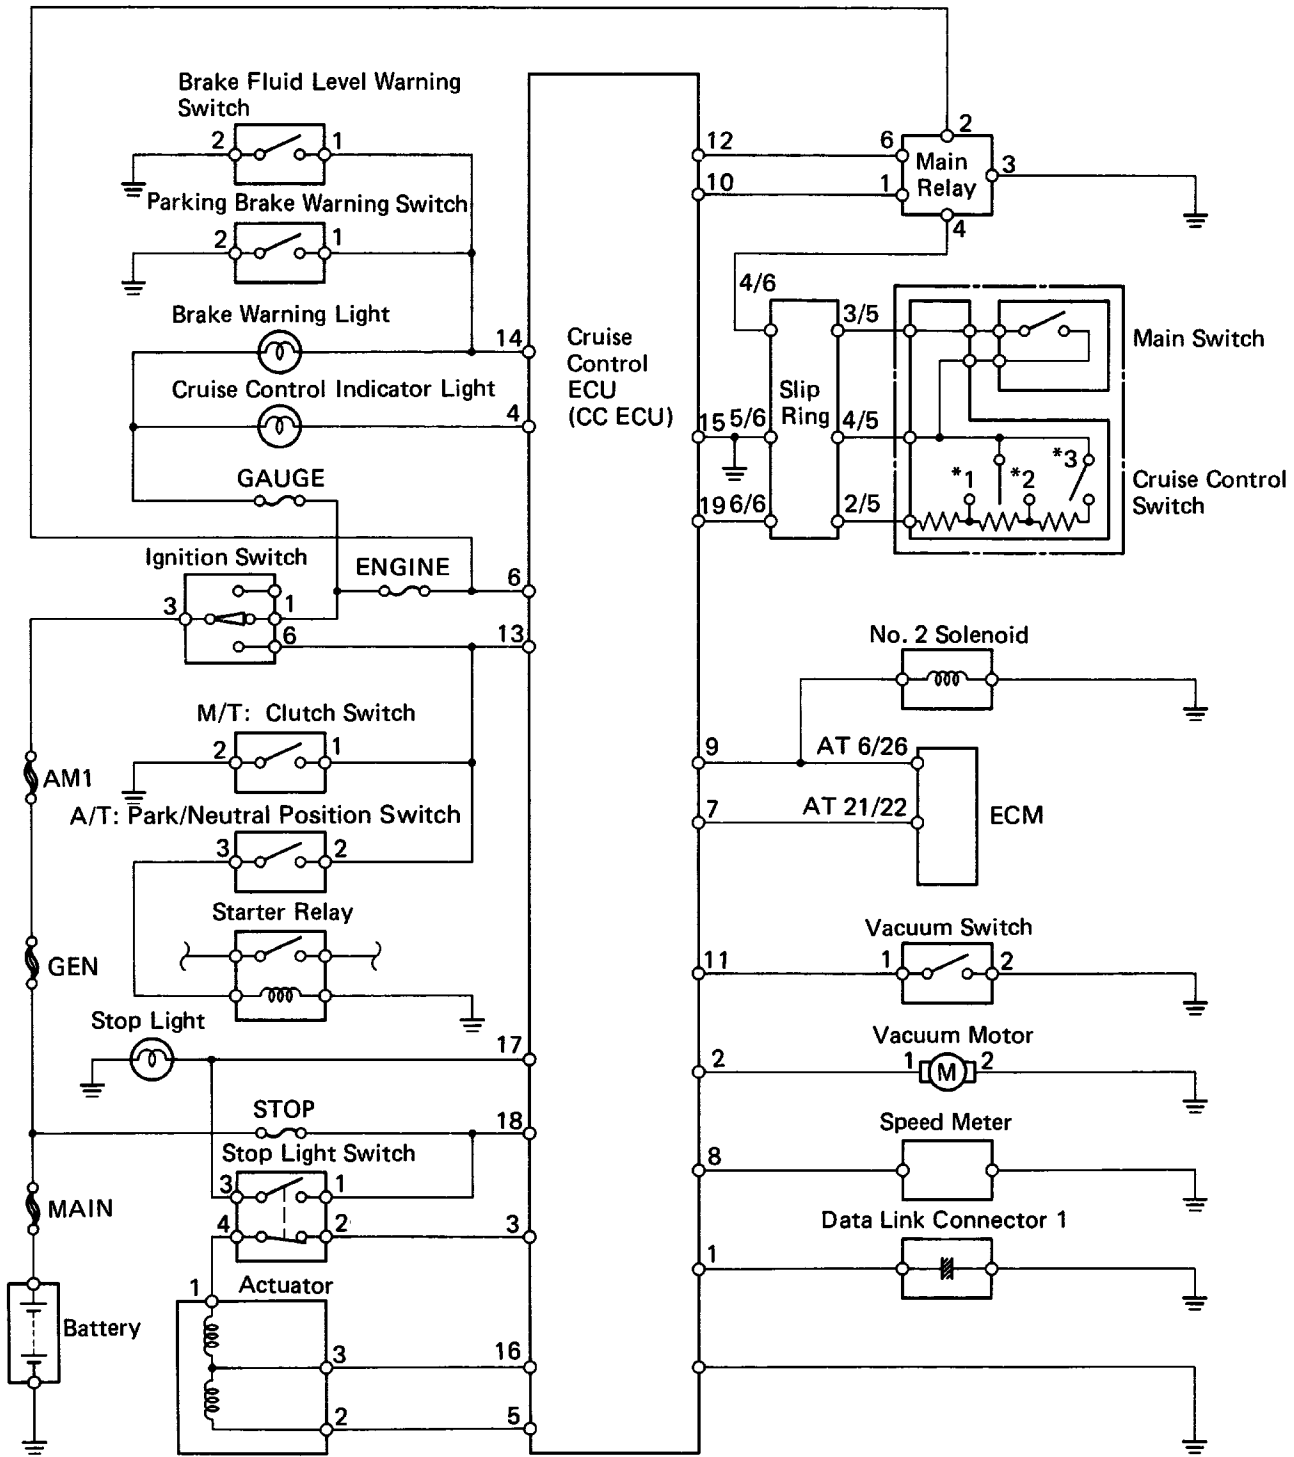 Brake Fluid Level Warning
Switch
2 1
Parking Brake Warning Switch
2 1
Brake Warning Light
14
Cruise Control Indicator Light
4
GAUGE
Ignition Switch
ENGINE
6
3 1
6
13
M/T: Clutch Switch
2 1
AM1
A/T: Park/Neutral Position Switch
3 2
Starter Relay
GEN
Stop Light
17
STOP
18
Stop Light Switch
3 1
MAIN
4 2
3
1
Actuator
Battery
3
16
2
5
Cruise
Control
ECU
(CC ECU)
2
12
6
Main
Relay
3
10
1
4
4/6
3/5
Main Switch
Slip
Ring
15 5/6
4/5
*1 *2 *3
Cruise Control
Switch
19 6/6
2/5
No. 2 Solenoid
9
AT 6/26
7
AT 21/22
ECM
Vacuum Switch
11
1 2
Vacuum Motor
2
1 M 2
Speed Meter
8
Data Link Connector 1
1